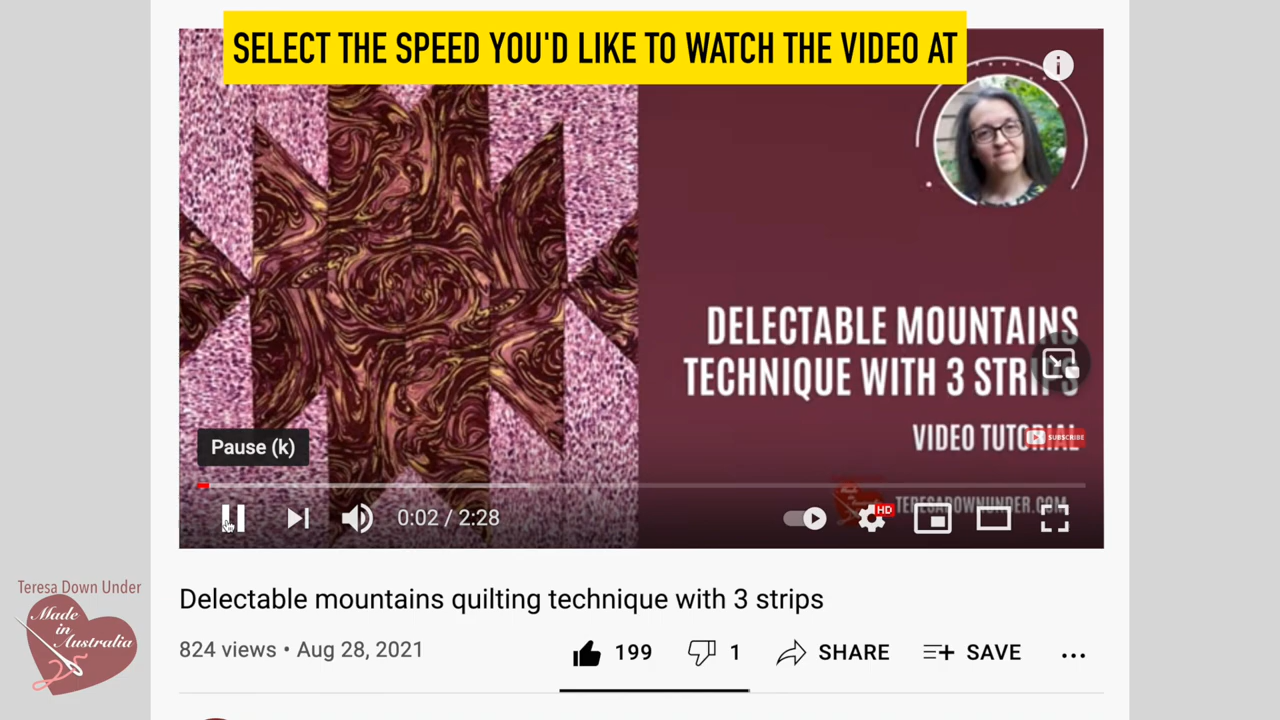 SELECT THE SPEED YOU'D LIKE TO WATCH THE VIDEO AT
i
DELECTABLE MOUNTAINS
TECHNIQUE WITH 3 STRIPS
VIDEO TUTORIAL
SUBSCRIBE
Pause (k)
TERESADOWNUNDER.COM
0:02 / 2:28
HD
Delectable mountains quilting technique with 3 strips
824 views • Aug 28, 2021
199
1
SHARE
SAVE
Teresa Down Under
Made
in
Australia